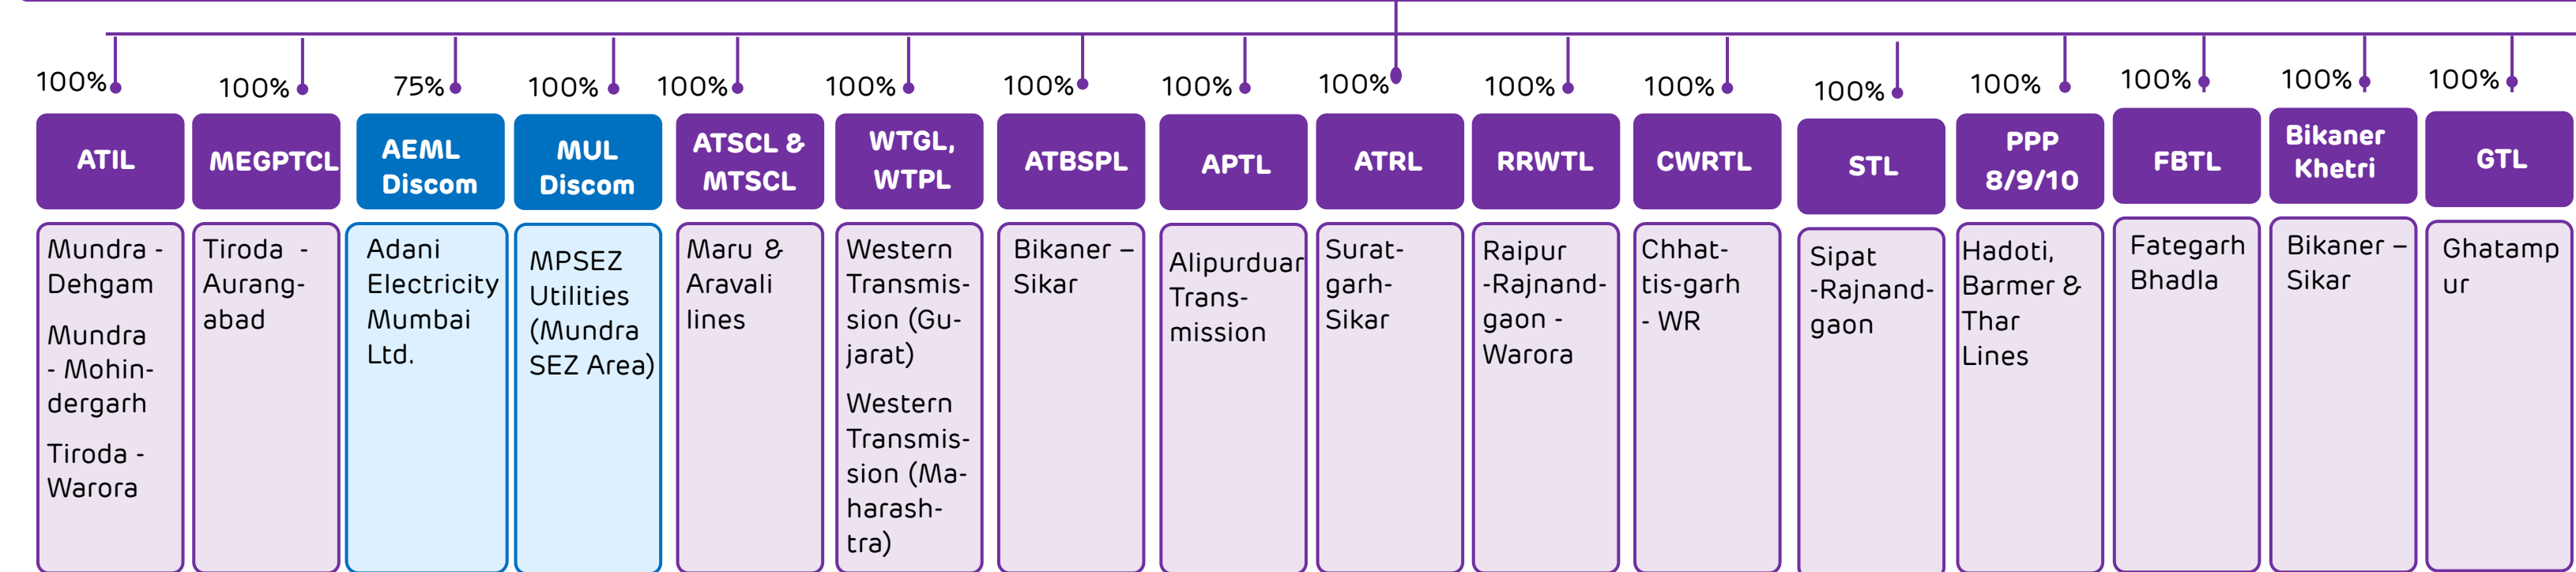 100%
ATIL
Mundra -
Dehgam
Mundra
- Mohin-
dergarh
Tiroda -
Warora
100%
MEGPTCL
Tiroda -
Aurang-
abad
75%
AEML
Discom
Adani
Electricity
Mumbai
Ltd.
100%
MUL
Discom
MPSEZ
Utilities
(Mundra
SEZ Area)
100%
ATSCL &
MTSCL
Maru &
Aravali
lines
100%
WTGL,
WTPL
Western
Transmis-
sion (Gu-
jarat)
Western
Transmis-
sion (Ma-
harash-
tra)
100%
ATBSPL
Bikaner –
Sikar
100%
APTL
Alipurduar
Trans-
mission
100%
ATRL
Surat-
garh-
Sikar
100%
RRWTL
Raipur
-Rajnand-
gaon -
Warora
100%
CWRTL
Chhat-
tis-garh
- WR
100%
STL
Sipat
-Rajnand-
gaon
100%
PPP
8/9/10
Hadoti,
Barmer &
Thar
Lines
100%
FBTL
Fategarh
Bhadla
100%
Bikaner
Khetri
Bikaner –
Sikar
100%
GTL
Ghatamp
ur